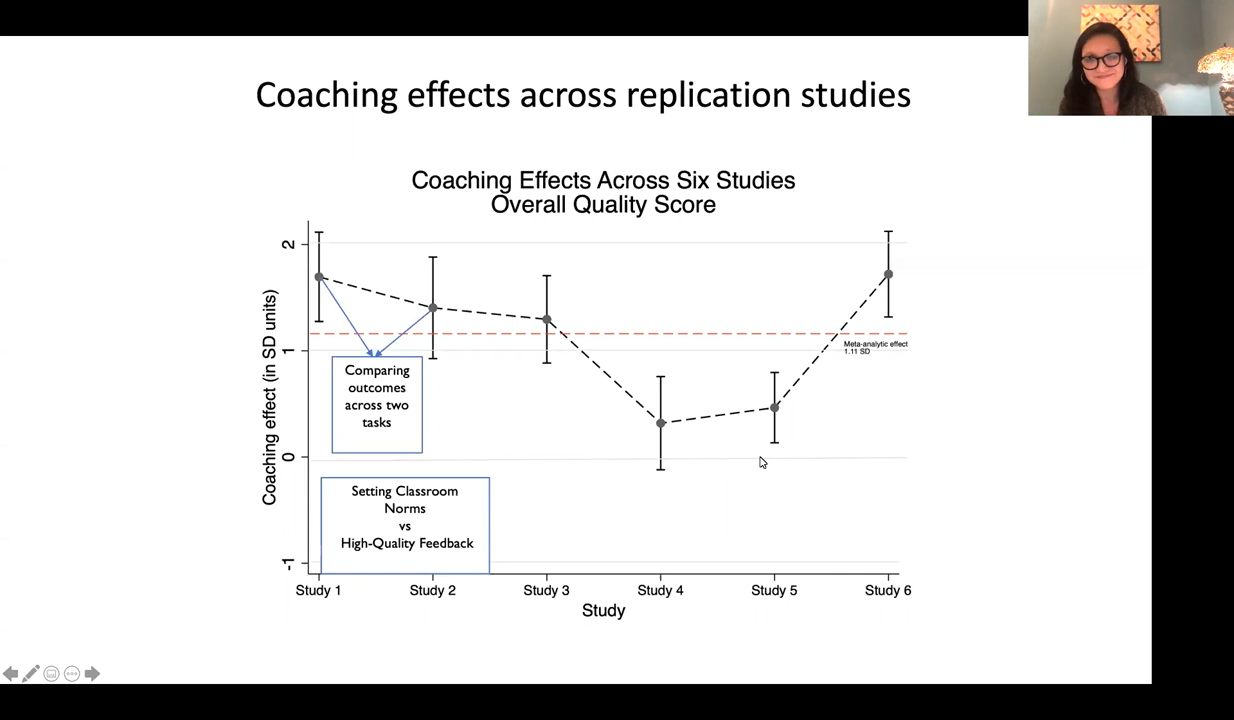 Coaching effects across replication studies
Coaching Effects Across Six Studies
Overall Quality Score
Coaching effect (in SD units)
2
1
0
-1
Meta-analytic effect
1.11 SD
Comparing
outcomes
across two
tasks
Setting Classroom
Norms
vs
High-Quality Feedback
Study 1
Study 2
Study 3
Study 4
Study 5
Study 6
Study